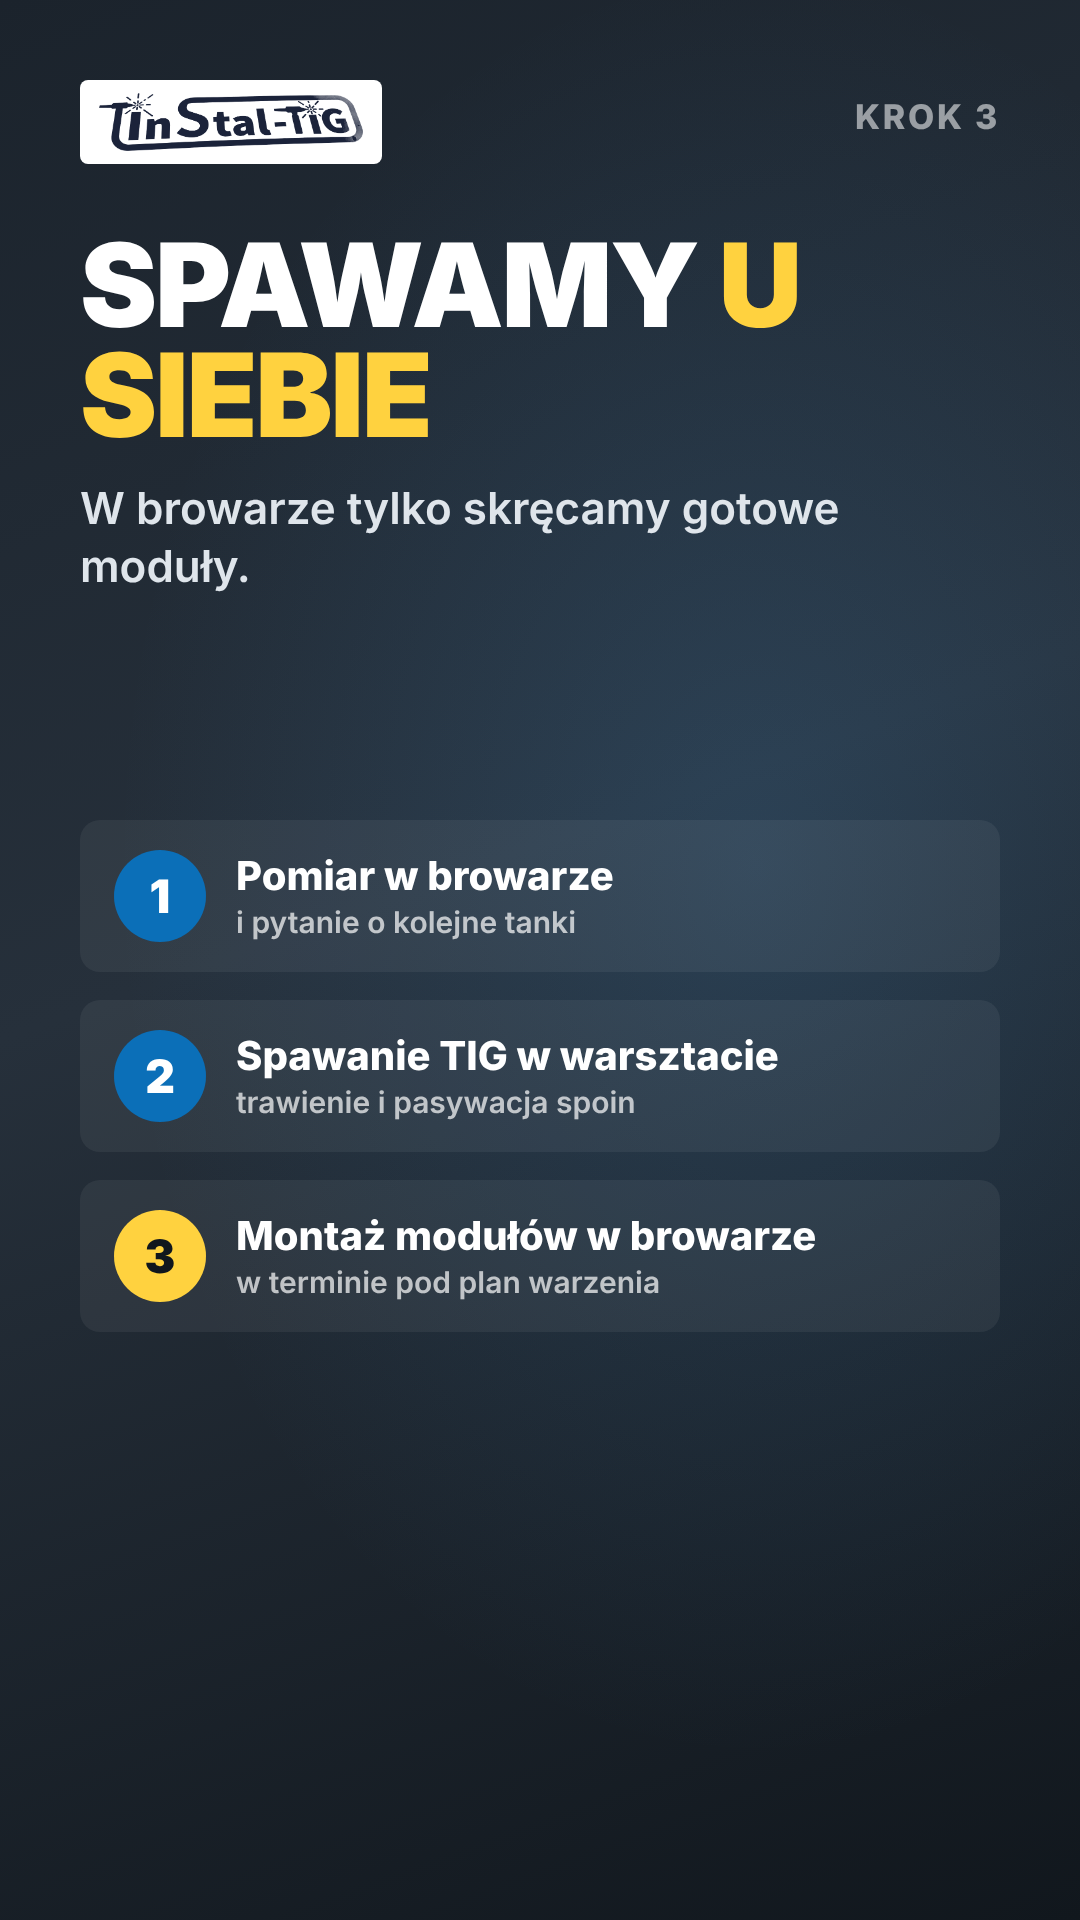 InStal-TiG
KROK 3
SPAWAMY U
SIEBIE
W browarze tylko skręcamy gotowe
moduły.
1
Pomiar w browarze
i pytanie o kolejne tanki
2
Spawanie TIG w warsztacie
trawienie i pasywacja spoin
3
Montaż modułów w browarze
w terminie pod plan warzenia